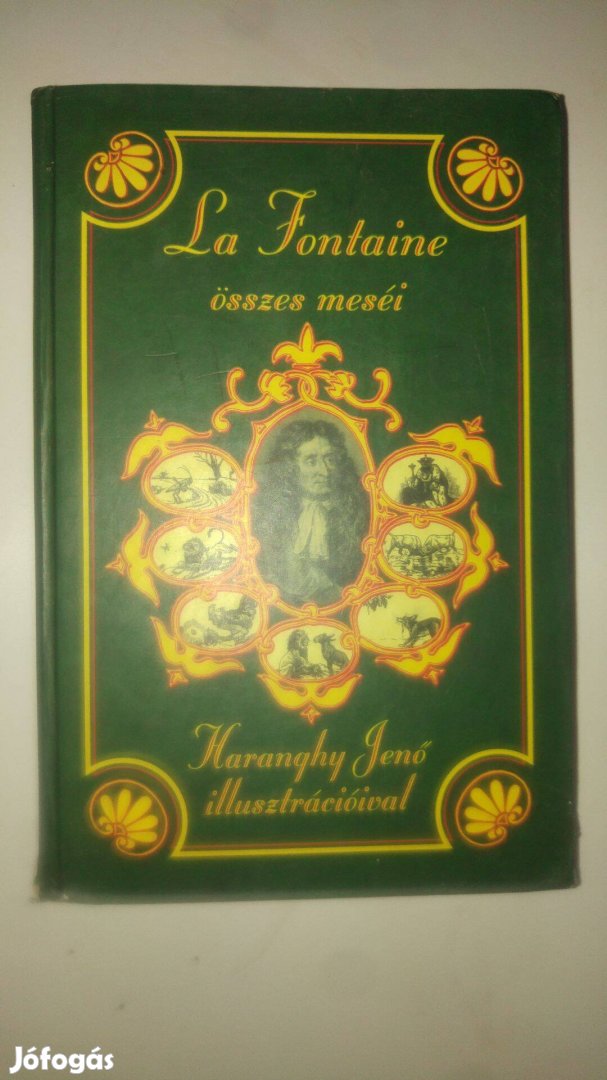 La Fontaine
összes meséi
Haranghy Jenő
illusztrációival
Jófogás